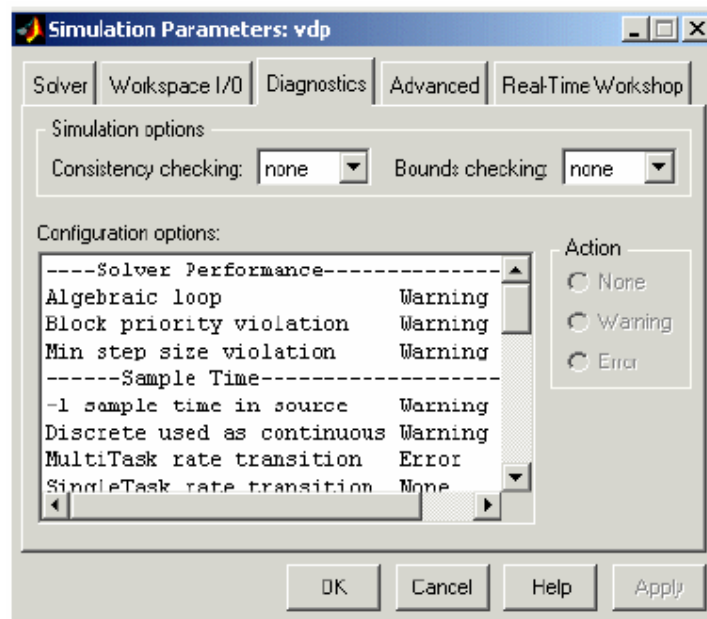 Simulation Parameters: vdp
Solver Workspace I/O Diagnostics Advanced Real-Time Workshop
Simulation options
Consistency checking: none Bounds checking: none
Configuration options:
Action
----Solver Performance---------------
Algebraic loop Warning
Block priority violation Warning
Min step size violation Warning
------Sample Time--------------------
-1 sample time in source Warning
Discrete used as continuous Warning
MultiTask rate transition Error
SingleTask rate transition None
None
Warning
Error
OK Cancel Help Apply